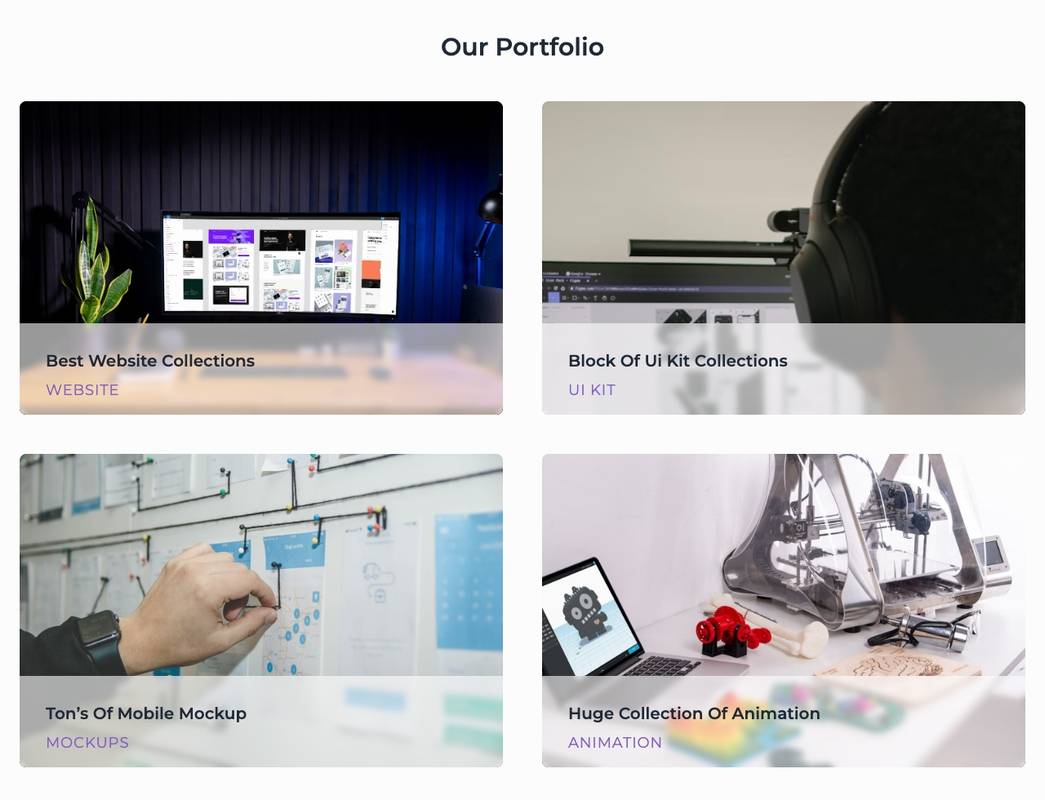 Our Portfolio
Best Website Collections
WEBSITE
Block Of Ui Kit Collections
UI KIT
Ton’s Of Mobile Mockup
MOCKUPS
Huge Collection Of Animation
ANIMATION